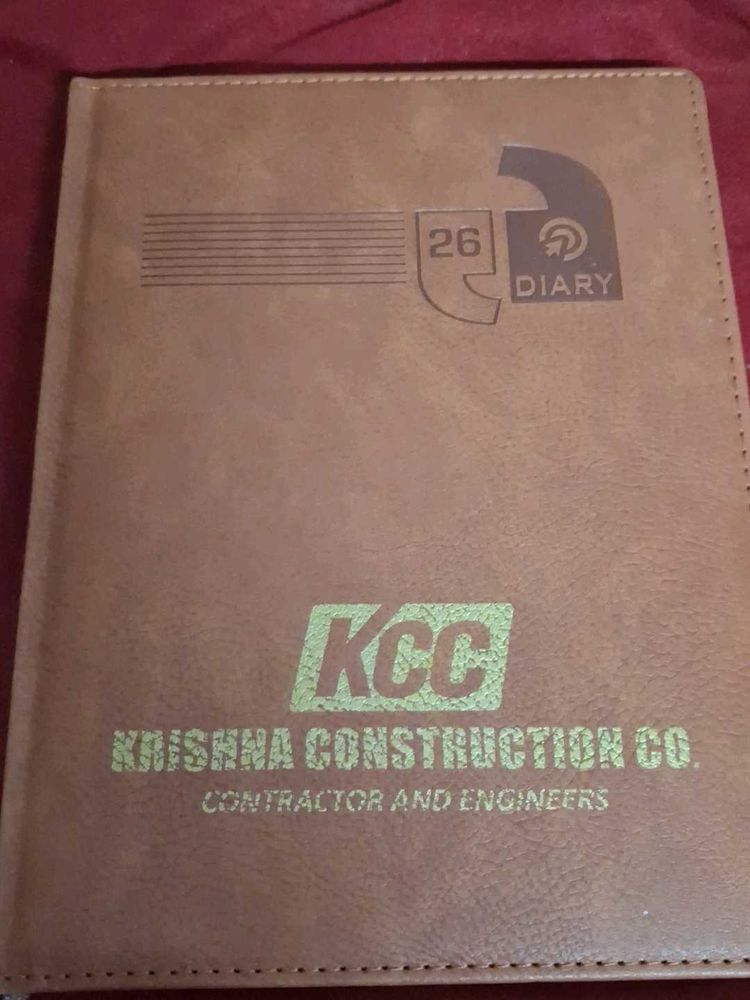 26
DIARY
KCC
KRISHNA CONSTRUCTION CO.
CONTRACTOR AND ENGINEERS